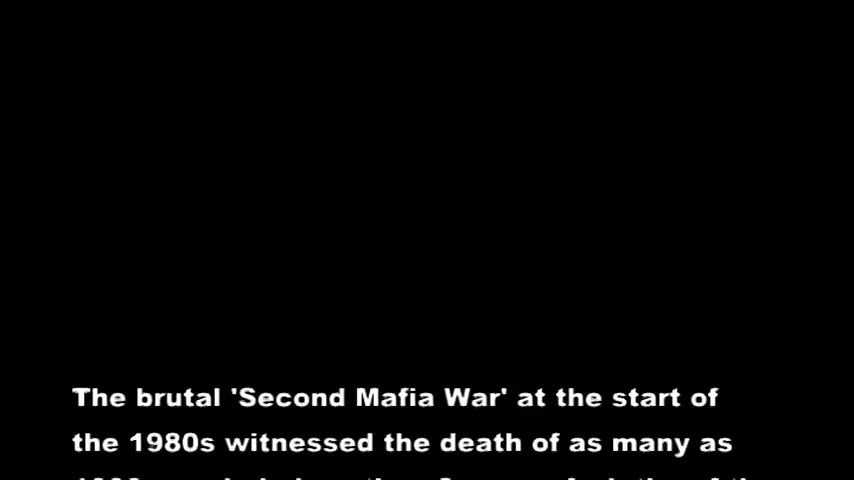 The brutal 'Second Mafia War' at the start of
the 1980s witnessed the death of as many as